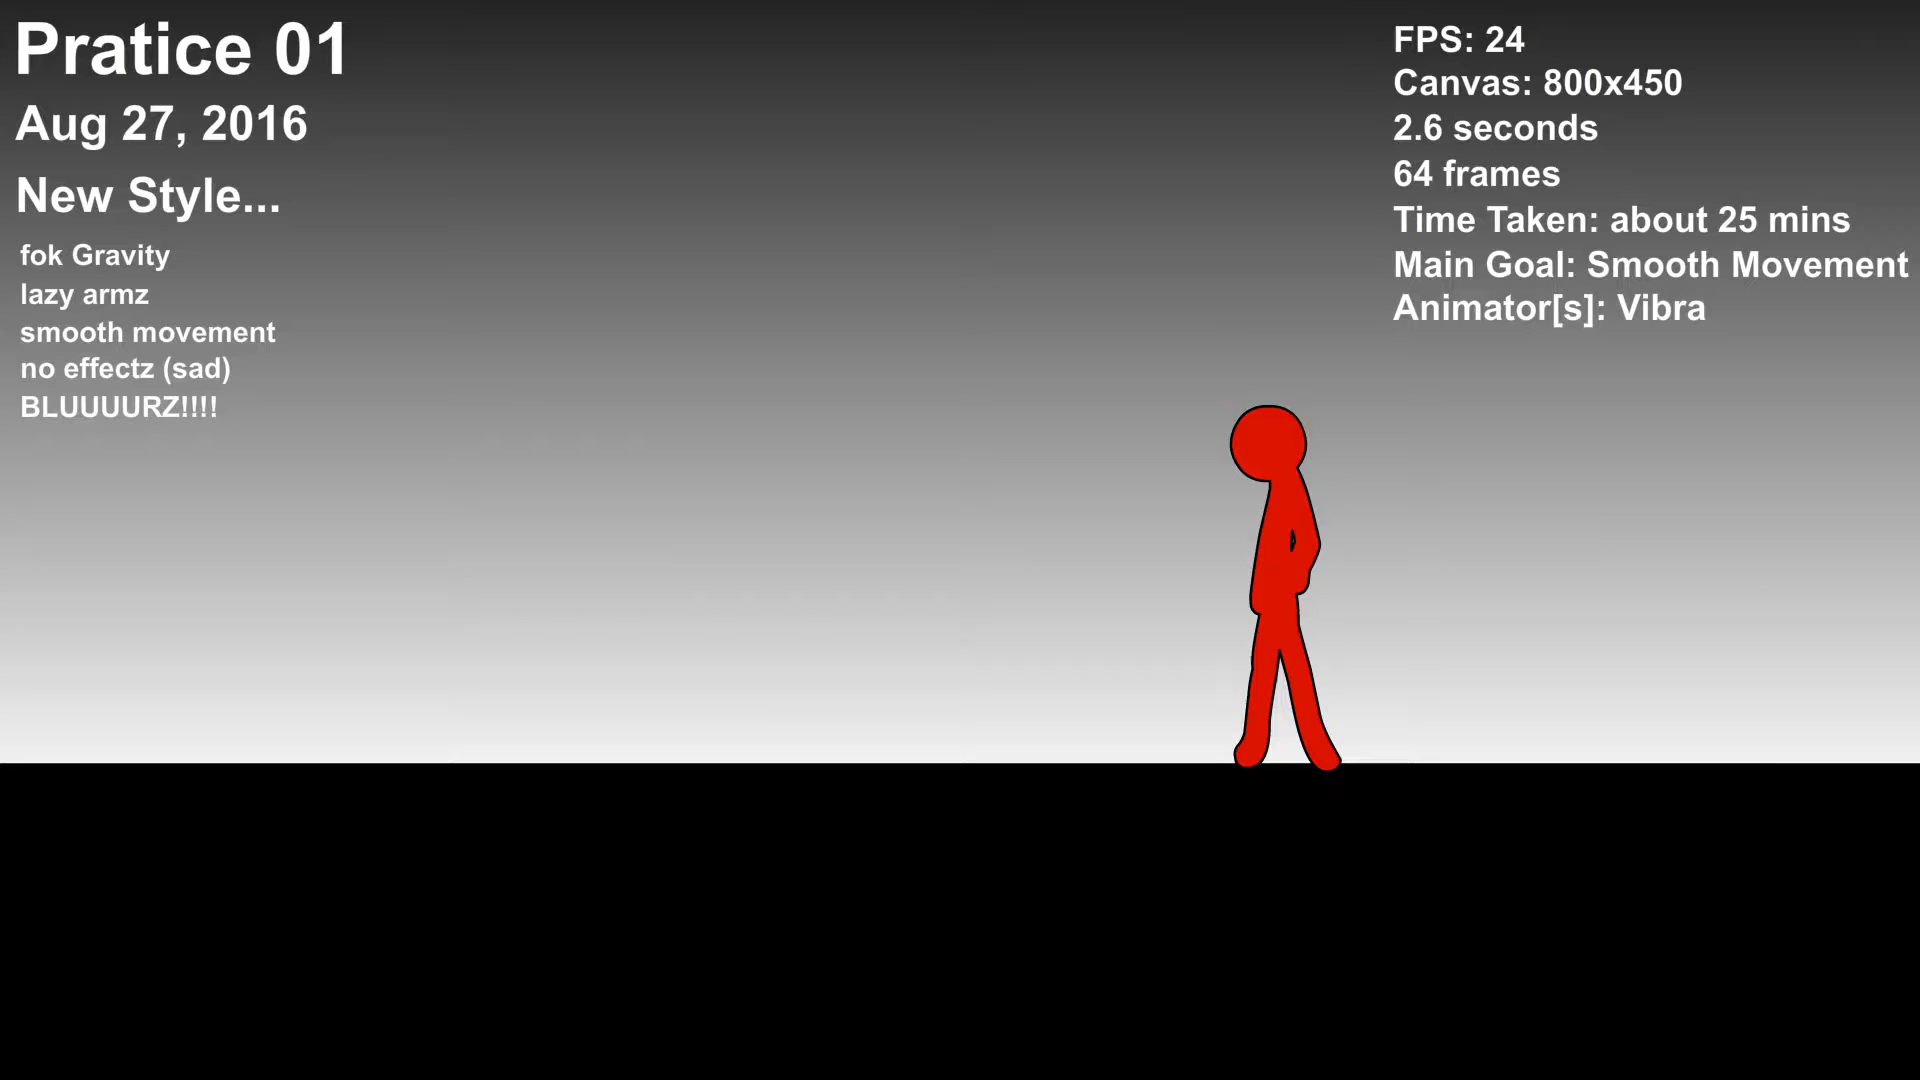 Pratice 01
Aug 27, 2016
New Style...
fok Gravity
lazy armz
smooth movement
no effectz (sad)
BLUUUURZ!!!!
FPS: 24
Canvas: 800x450
2.6 seconds
64 frames
Time Taken: about 25 mins
Main Goal: Smooth Movement
Animator[s]: Vibra